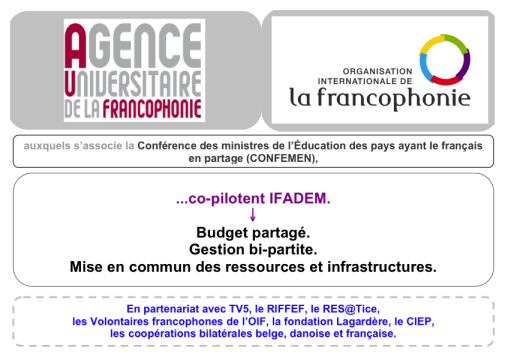 AGENCE
UNIVERSITAIRE
DE LA FRANCOPHONIE
ORGANISATION
INTERNATIONALE DE
la francophonie
auxquels s’associe la Conférence des ministres de l’Éducation des pays ayant le français
en partage (CONFEMEN),
...co-pilotent IFADEM.
↓
Budget partagé.
Gestion bi-partite.
Mise en commun des ressources et infrastructures.
En partenariat avec TV5, le RIFFEF, le RES@Tice,
les Volontaires francophones de l’OIF, la fondation Lagardère, le CIEP,
les coopérations bilatérales belge, danoise et française.